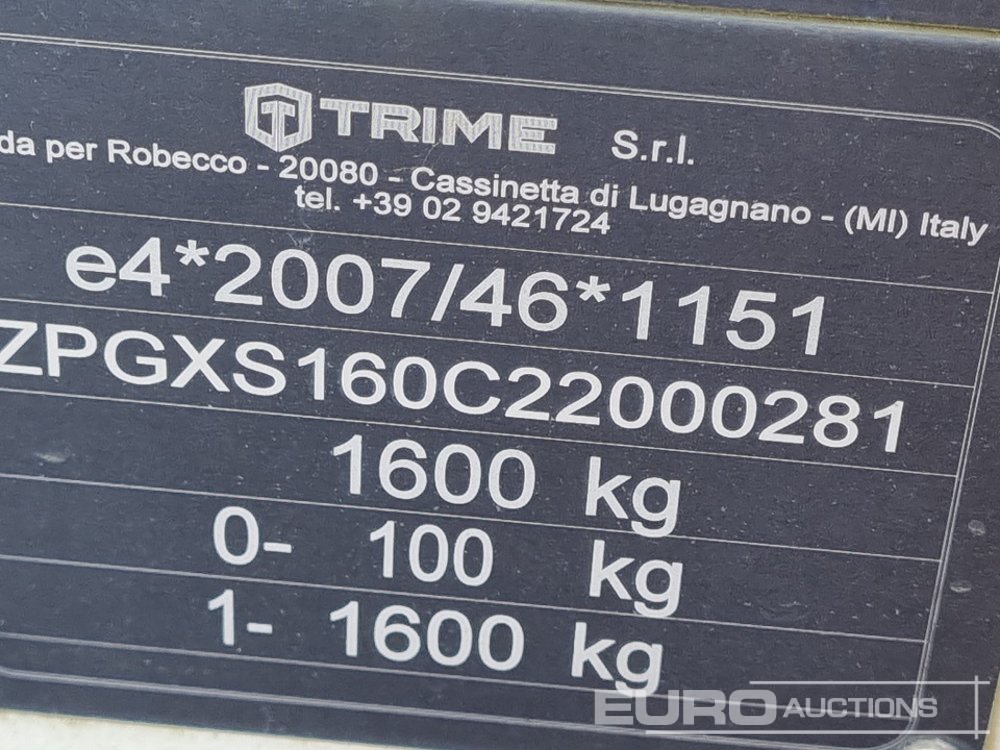 TRIME S.r.l.
da per Robecco - 20080 - Cassinetta di Lugagnano - (MI) Italy
tel. +39 02 9421724
e4*2007/46*1151
ZPGXS160C22000281
1600 kg
0- 100 kg
1- 1600 kg
EURO AUCTIONS